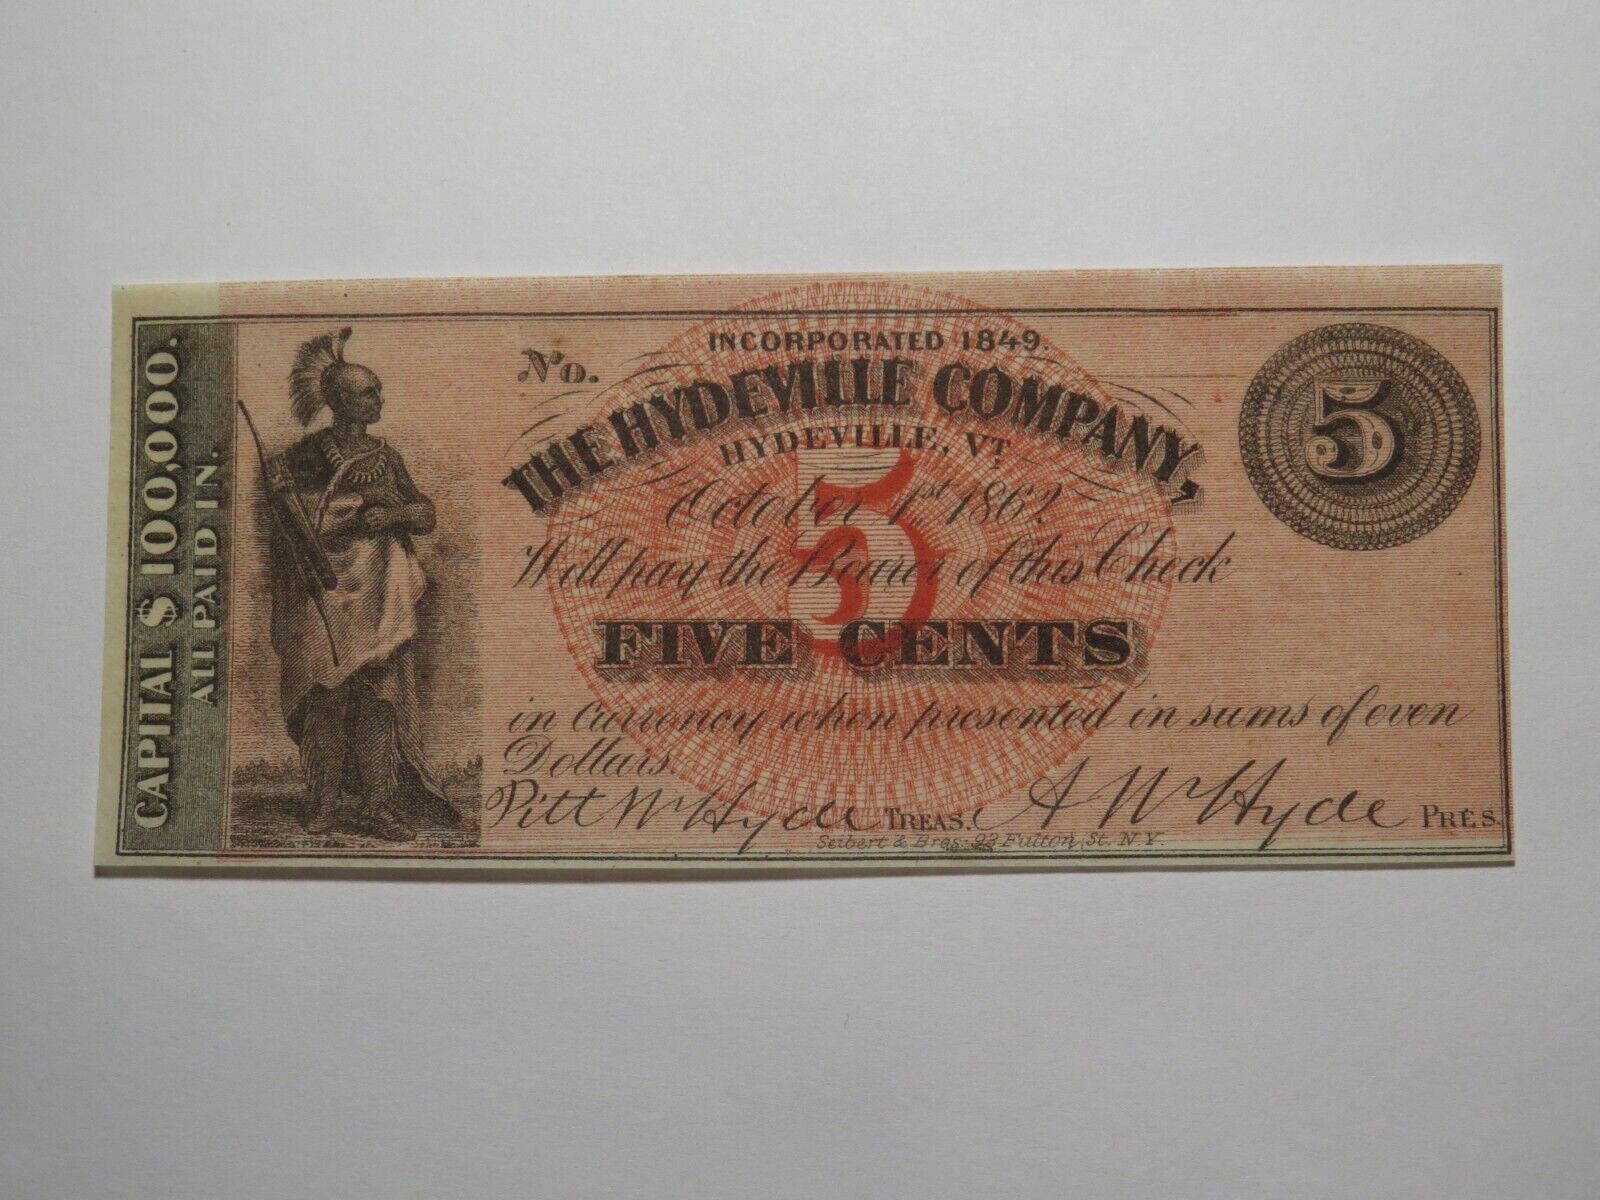 CAPITAL $ 100,000.
ALL PAID IN.
No.
INCORPORATED 1849.
THE HYDEVILLE COMPANY,
HYDEVILLE, VT.
October 1st 1862
5
5
Will pay the Bearer of this Check
FIVE CENTS
in currency when presented in sums of even
Dollars.
Pitt W Hyde TREAS. A W Hyde PRES.
Seibert & Bros. 93 Fulton, St. N.Y.